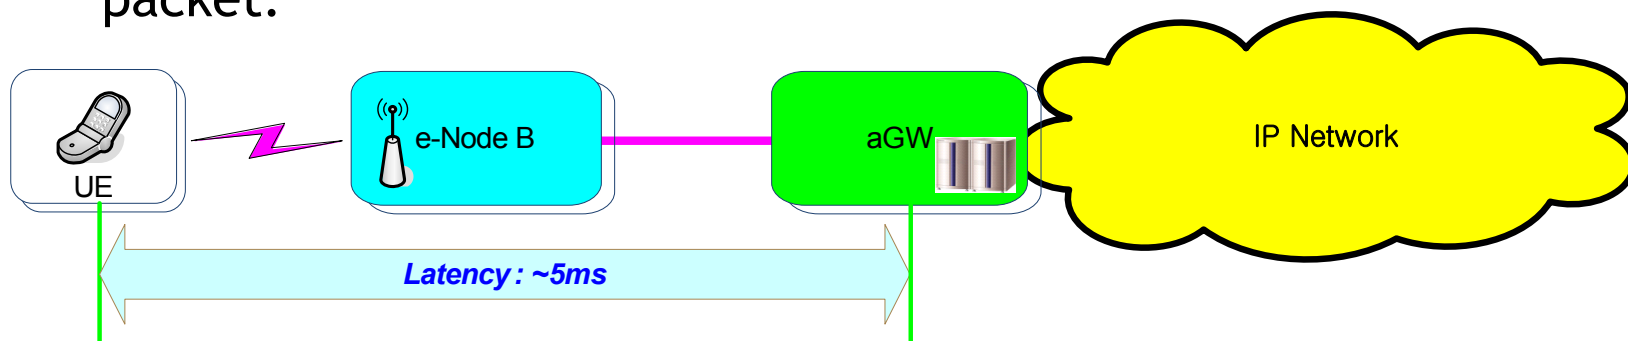 packet.
UE
e-Node B
aGW
IP Network
Latency : ~5ms